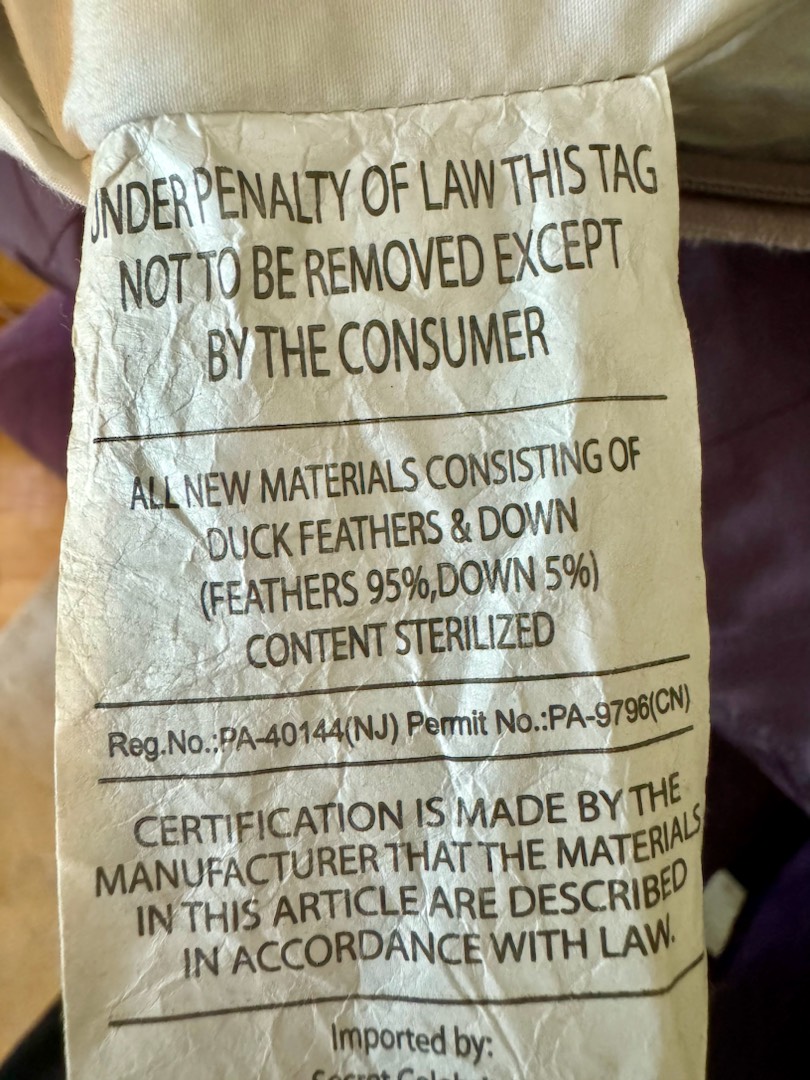 UNDER PENALTY OF LAW THIS TAG
NOT TO BE REMOVED EXCEPT
BY THE CONSUMER
ALL NEW MATERIALS CONSISTING OF
DUCK FEATHERS & DOWN
(FEATHERS 95%,DOWN 5%)
CONTENT STERILIZED
Reg.No.:PA-40144(NJ) Permit No.:PA-9796(CN)
CERTIFICATION IS MADE BY THE
MANUFACTURER THAT THE MATERIALS
IN THIS ARTICLE ARE DESCRIBED
IN ACCORDANCE WITH LAW.
Imported by:
Secret